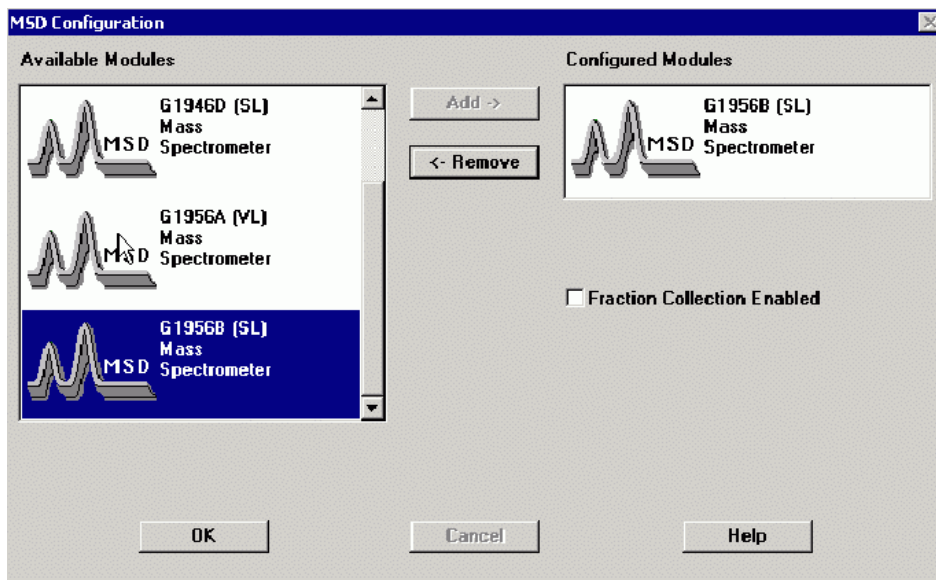 MSD Configuration
Available Modules
G1946D (SL)
Mass
Spectrometer
MSD
G1956A (VL)
Mass
Spectrometer
MSD
G1956B (SL)
Mass
Spectrometer
MSD
Add ->
<- Remove
Configured Modules
G1956B (SL)
Mass
Spectrometer
MSD
Fraction Collection Enabled
OK
Cancel
Help